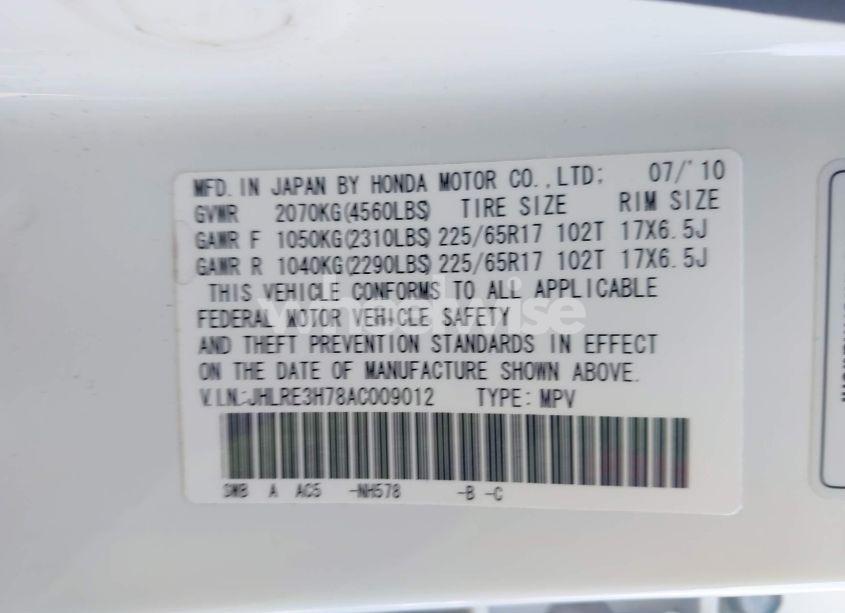 MFD. IN JAPAN BY HONDA MOTOR CO.,LTD: 07/'10
GVWR 2070KG(4560LBS) TIRE SIZE RIM SIZE
GAWR F 1050KG(2310LBS) 225/65R17 102T 17X6.5J
GAWR R 1040KG(2290LBS) 225/65R17 102T 17X6.5J
THIS VEHICLE CONFORMS TO ALL APPLICABLE
FEDERAL MOTOR VEHICLE SAFETY
AND THEFT PREVENTION STANDARDS IN EFFECT
ON THE DATE OF MANUFACTURE SHOWN ABOVE.
V.I.N.:JHLRE3H78AC009012 TYPE: MPV
SWB A AC5 -NH578 -B -C
wheelwise